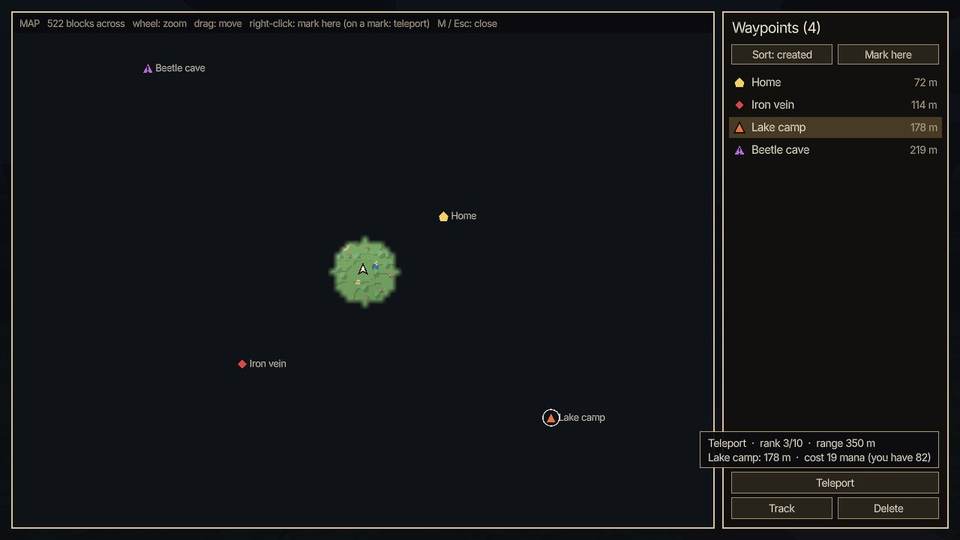 MAP 522 blocks across wheel: zoom drag: move right-click: mark here (on a mark: teleport) M / Esc: close
Beetle cave
Home
Iron vein
Lake camp
Waypoints (4)
Sort: created Mark here
Home 72 m
Iron vein 114 m
Lake camp 178 m
Beetle cave 219 m
Teleport · rank 3/10 · range 350 m
Lake camp: 178 m · cost 19 mana (you have 82)
Teleport
Track Delete